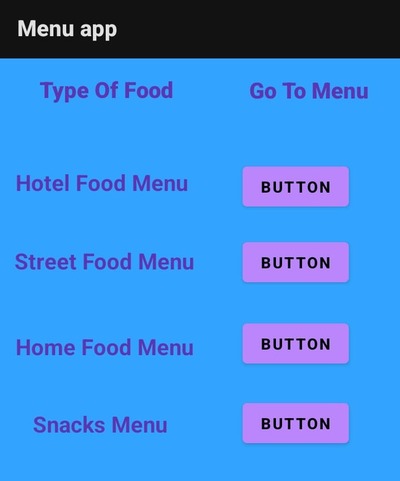 Menu app
Type Of Food Go To Menu
Hotel Food Menu BUTTON
Street Food Menu BUTTON
Home Food Menu BUTTON
Snacks Menu BUTTON